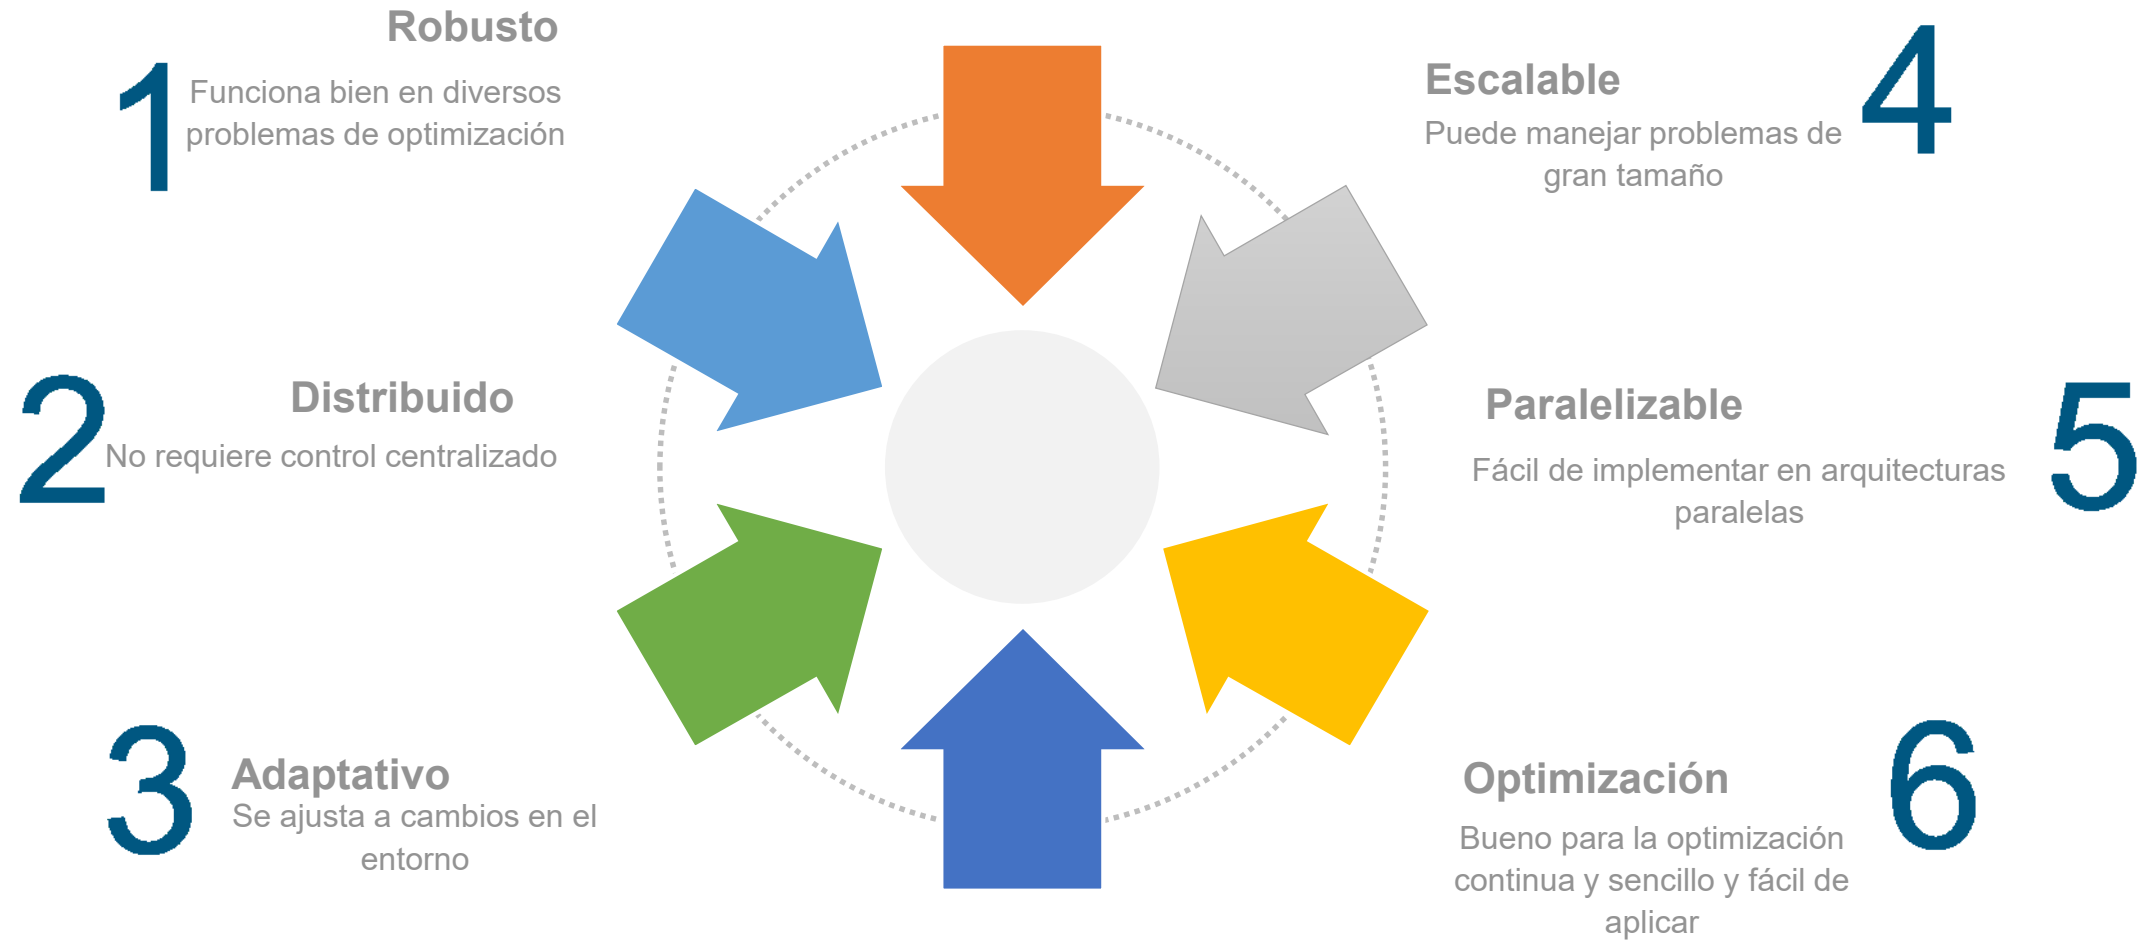 1
Robusto
Funciona bien en diversos
problemas de optimización
2
Distribuido
No requiere control centralizado
3
Adaptativo
Se ajusta a cambios en el
entorno
4
Escalable
Puede manejar problemas de
gran tamaño
5
Paralelizable
Fácil de implementar en arquitecturas
paralelas
6
Optimización
Bueno para la optimización
continua y sencillo y fácil de
aplicar